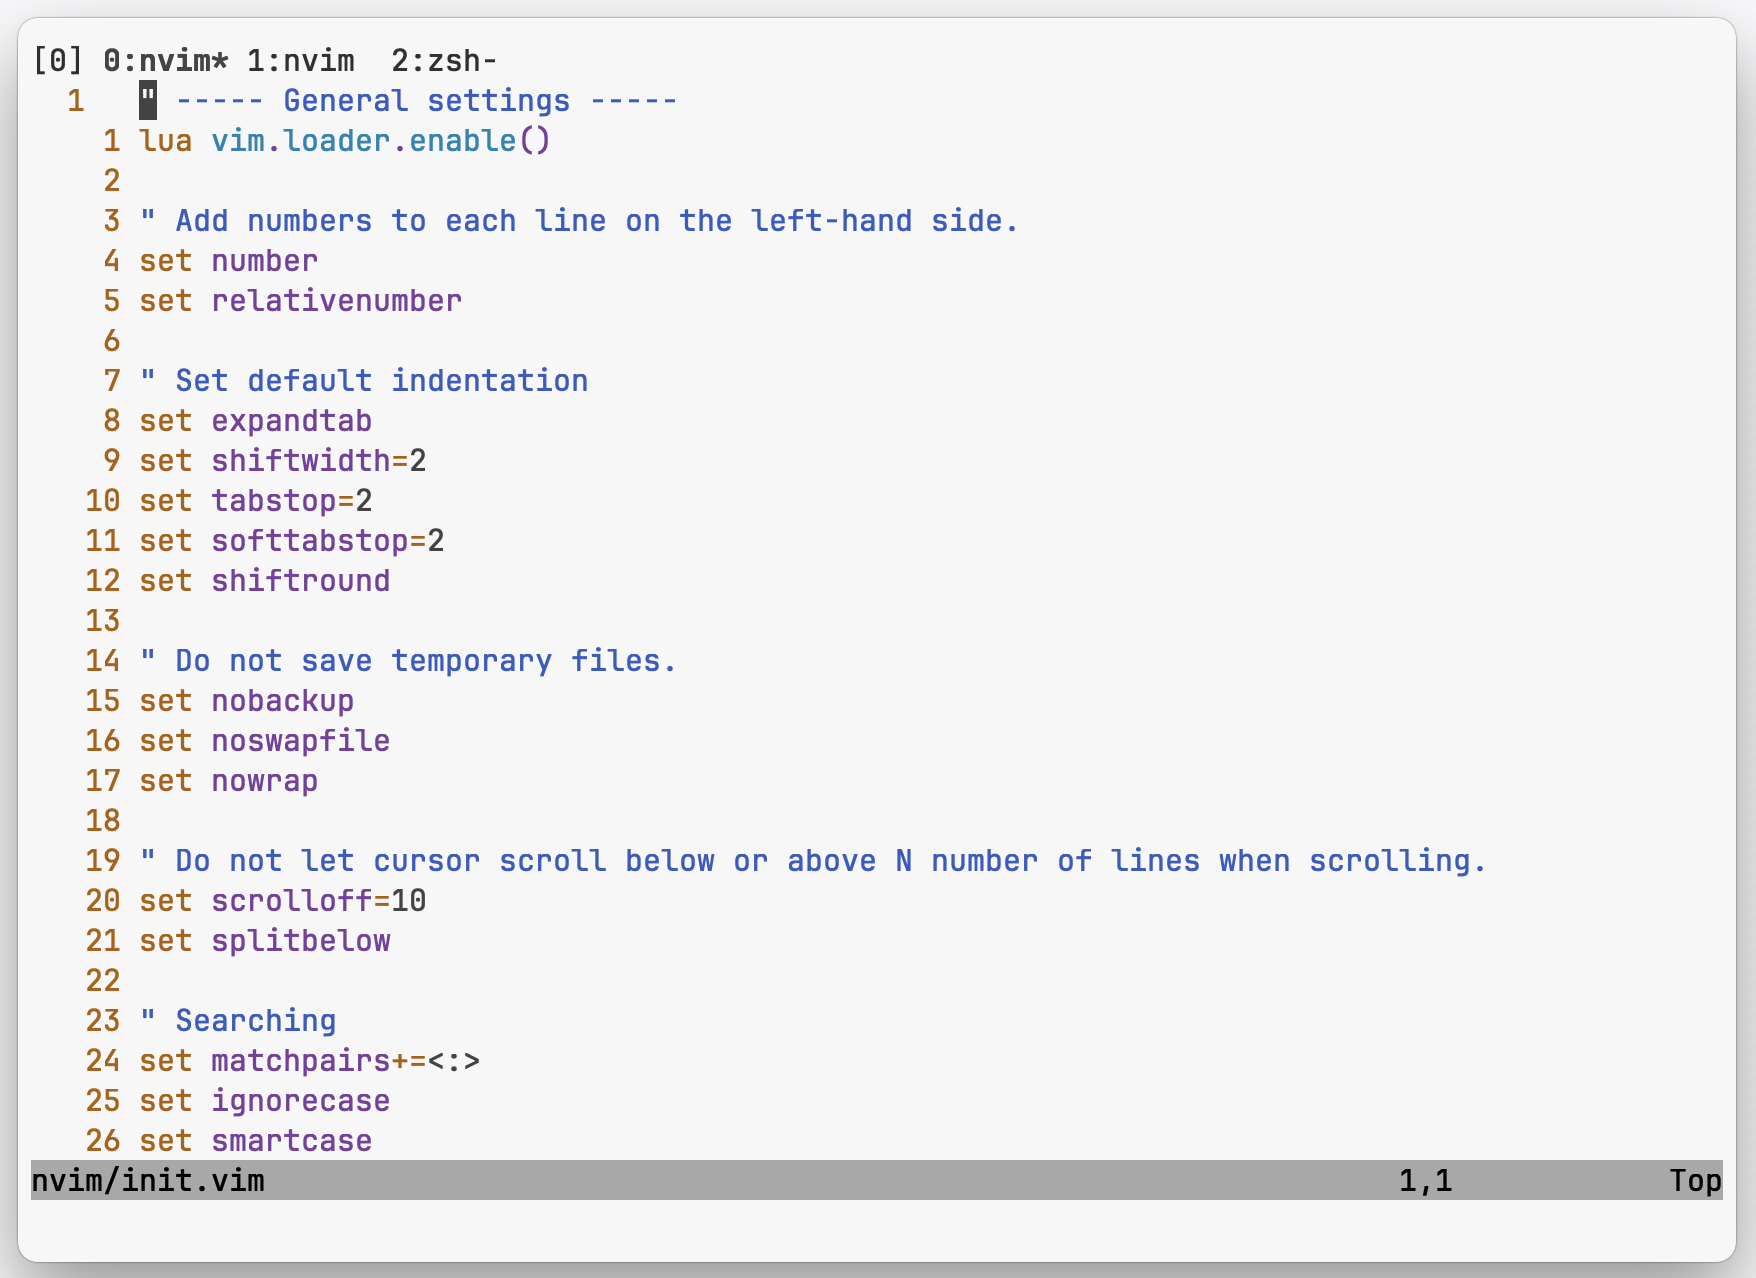 [0] 0:nvim* 1:nvim  2:zsh-
1   " ----- General settings -----
1 lua vim.loader.enable()
2
3 " Add numbers to each line on the left-hand side.
4 set number
5 set relativenumber
6
7 " Set default indentation
8 set expandtab
9 set shiftwidth=2
10 set tabstop=2
11 set softtabstop=2
12 set shiftround
13
14 " Do not save temporary files.
15 set nobackup
16 set noswapfile
17 set nowrap
18
19 " Do not let cursor scroll below or above N number of lines when scrolling.
20 set scrolloff=10
21 set splitbelow
22
23 " Searching
24 set matchpairs+=<:>
25 set ignorecase
26 set smartcase
nvim/init.vim 1,1 Top